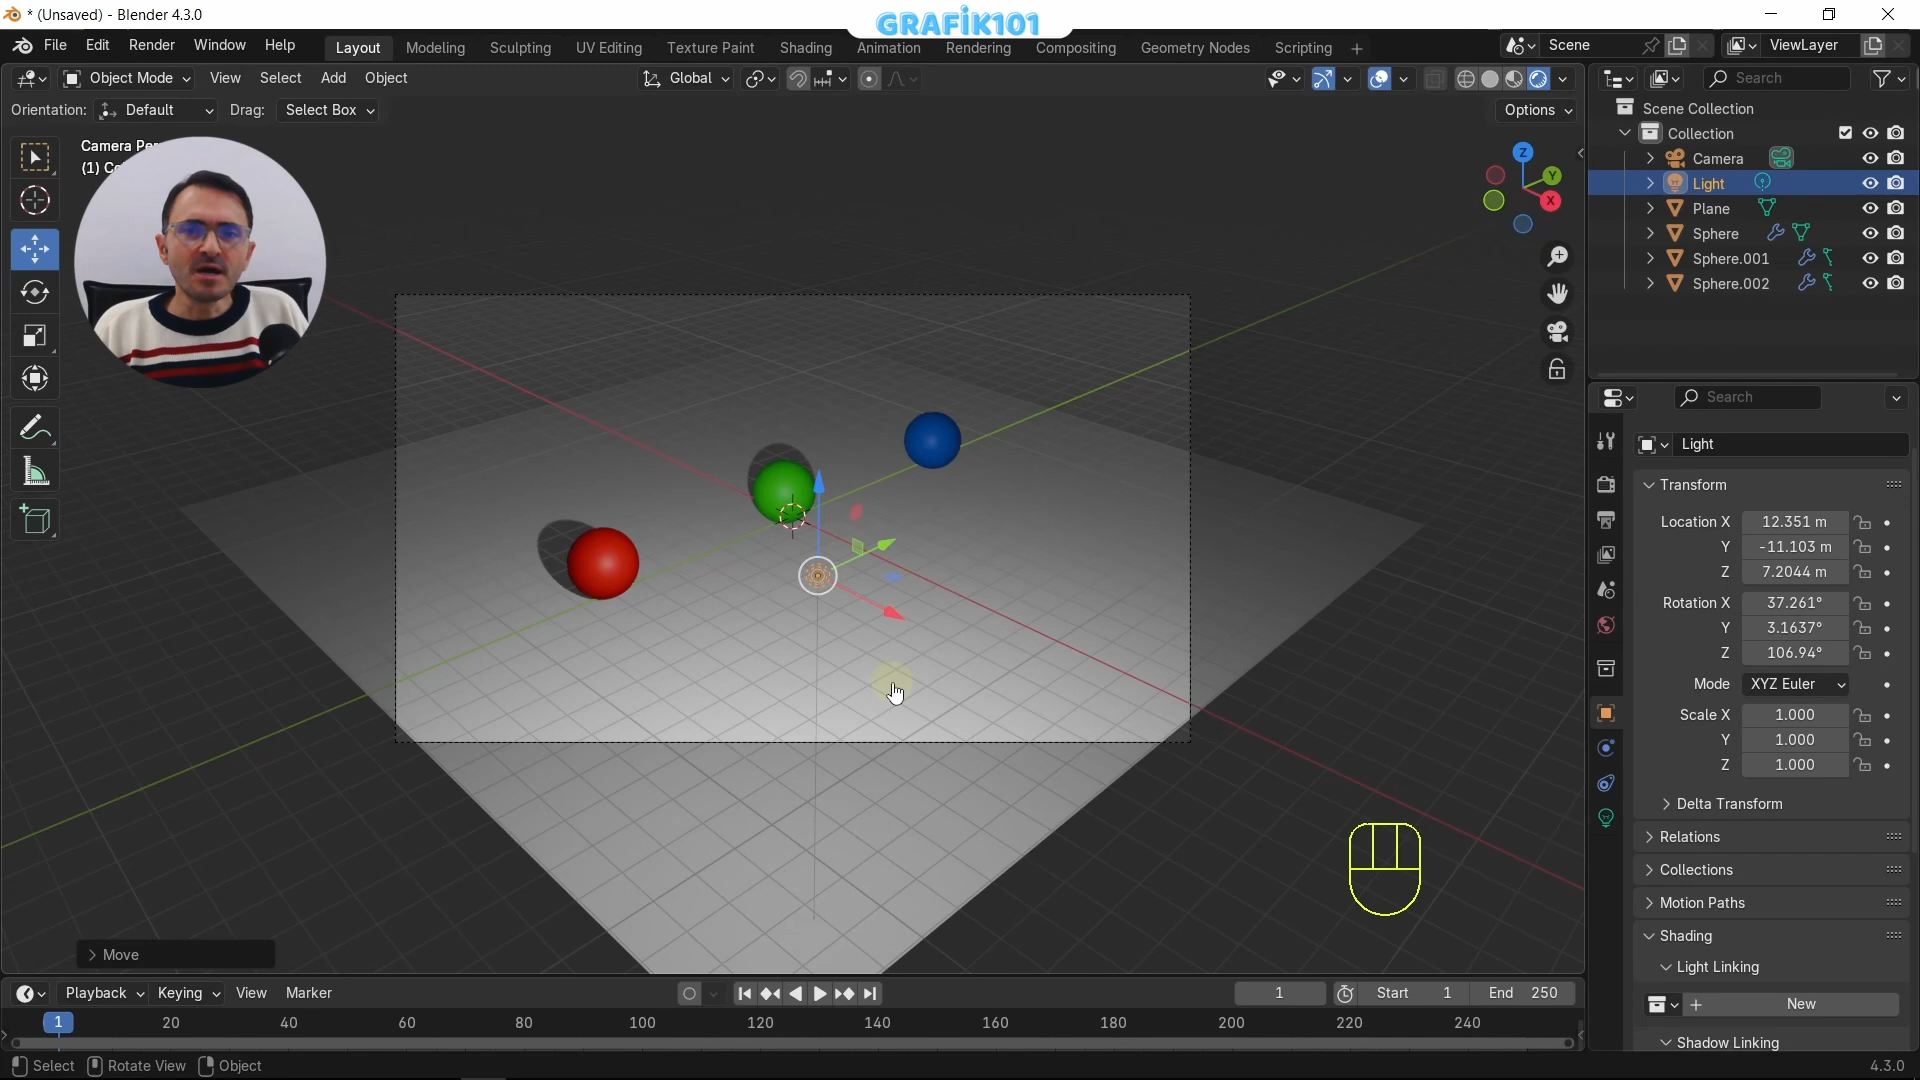 * (Unsaved) - Blender 4.3.0
GRAFİK101
File Edit Render Window Help
Layout Modeling Sculpting UV Editing Texture Paint Shading Animation Rendering Compositing Geometry Nodes Scripting +
Scene
ViewLayer
Object Mode View Select Add Object
Global
Search
Orientation: Default Drag: Select Box
Options
Camera
(1)
Z
Y
X
Scene Collection
Collection
Camera
Light
Plane
Sphere
Sphere.001
Sphere.002
Search
Light
Transform
Location X 12.351 m
Y -11.103 m
Z 7.2044 m
Rotation X 37.261°
Y 3.1637°
Z 106.94°
Mode XYZ Euler
Scale X 1.000
Y 1.000
Z 1.000
Delta Transform
Relations
Collections
Motion Paths
Shading
Light Linking
+ New
Shadow Linking
Move
Playback Keying View Marker
1
Start 1 End 250
1 20 40 60 80 100 120 140 160 180 200 220 240
Select Rotate View Object
4.3.0